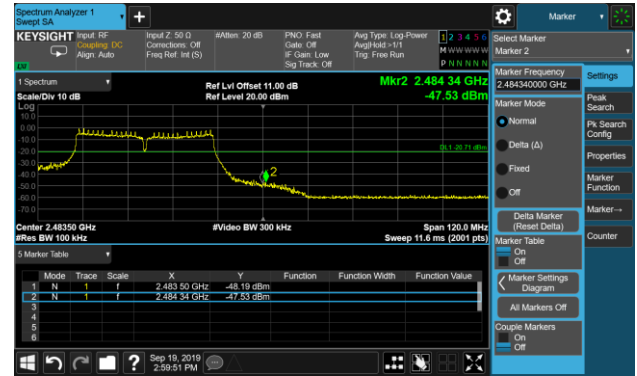 Spectrum Analyzer 1
Swept SA
+
Marker
KEYSIGHT
Input: RF
Coupling: DC
Align: Auto
Input Z: 50 Ω
Corrections: Off
Freq Ref: Int (S)
#Atten: 20 dB
PNO: Fast
Gate: Off
IF Gain: Low
Sig Track: Off
Avg Type: Log-Power
Avg|Hold >1/1
Trig: Free Run
1 2 3 4 5 6
M W W W W W
P N N N N N
Select Marker
Marker 2
1 Spectrum
Scale/Div 10 dB
Log
Ref Lvl Offset 11.00 dB
Ref Level 20.00 dBm
Mkr2 2.484 34 GHz
-47.53 dBm
10.0
0.00
-10.0
-20.0
-30.0
-40.0
-50.0
-60.0
-70.0
DL1 -20.71 dBm
2
Center 2.48350 GHz
#Res BW 100 kHz
#Video BW 300 kHz
Span 120.0 MHz
Sweep 11.6 ms (2001 pts)
5 Marker Table
Mode Trace Scale X Y Function Function Width Function Value
1 N 1 f 2.483 50 GHz -48.19 dBm
2 N 1 f 2.484 34 GHz -47.53 dBm
3
4
5
6
Marker Frequency
2.484340000 GHz
Marker Mode
Normal
Delta (Δ)
Fixed
Off
Delta Marker
(Reset Delta)
Marker Table
On
Off
Marker Settings
Diagram
All Markers Off
Couple Markers
On
Off
Settings
Peak
Search
Pk Search
Config
Properties
Marker
Function
Marker→
Counter
?
Sep 19, 2019
2:59:51 PM